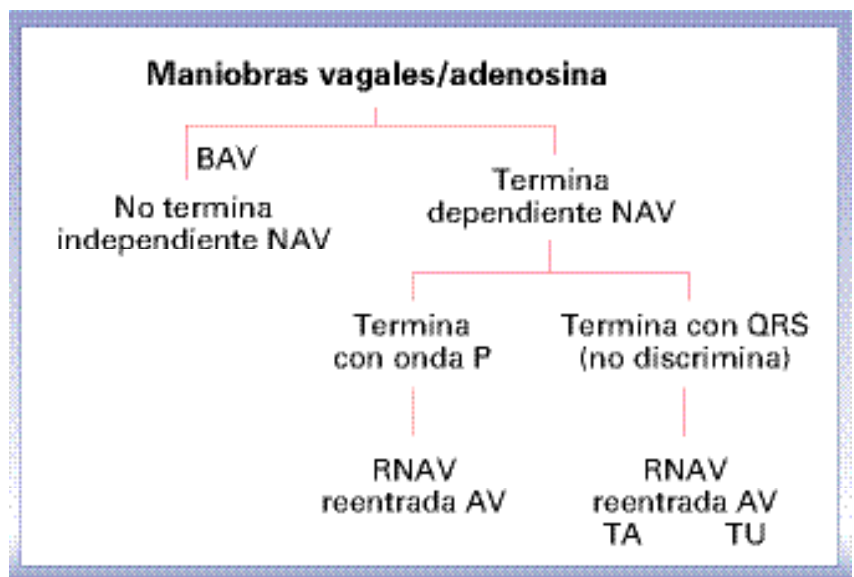 Maniobras vagales/adenosina
BAV
No termina
independiente NAV
Termina
dependiente NAV
Termina
con onda P
Termina con QRS
(no discrimina)
RNAV
reentrada AV
RNAV
reentrada AV
TA TU